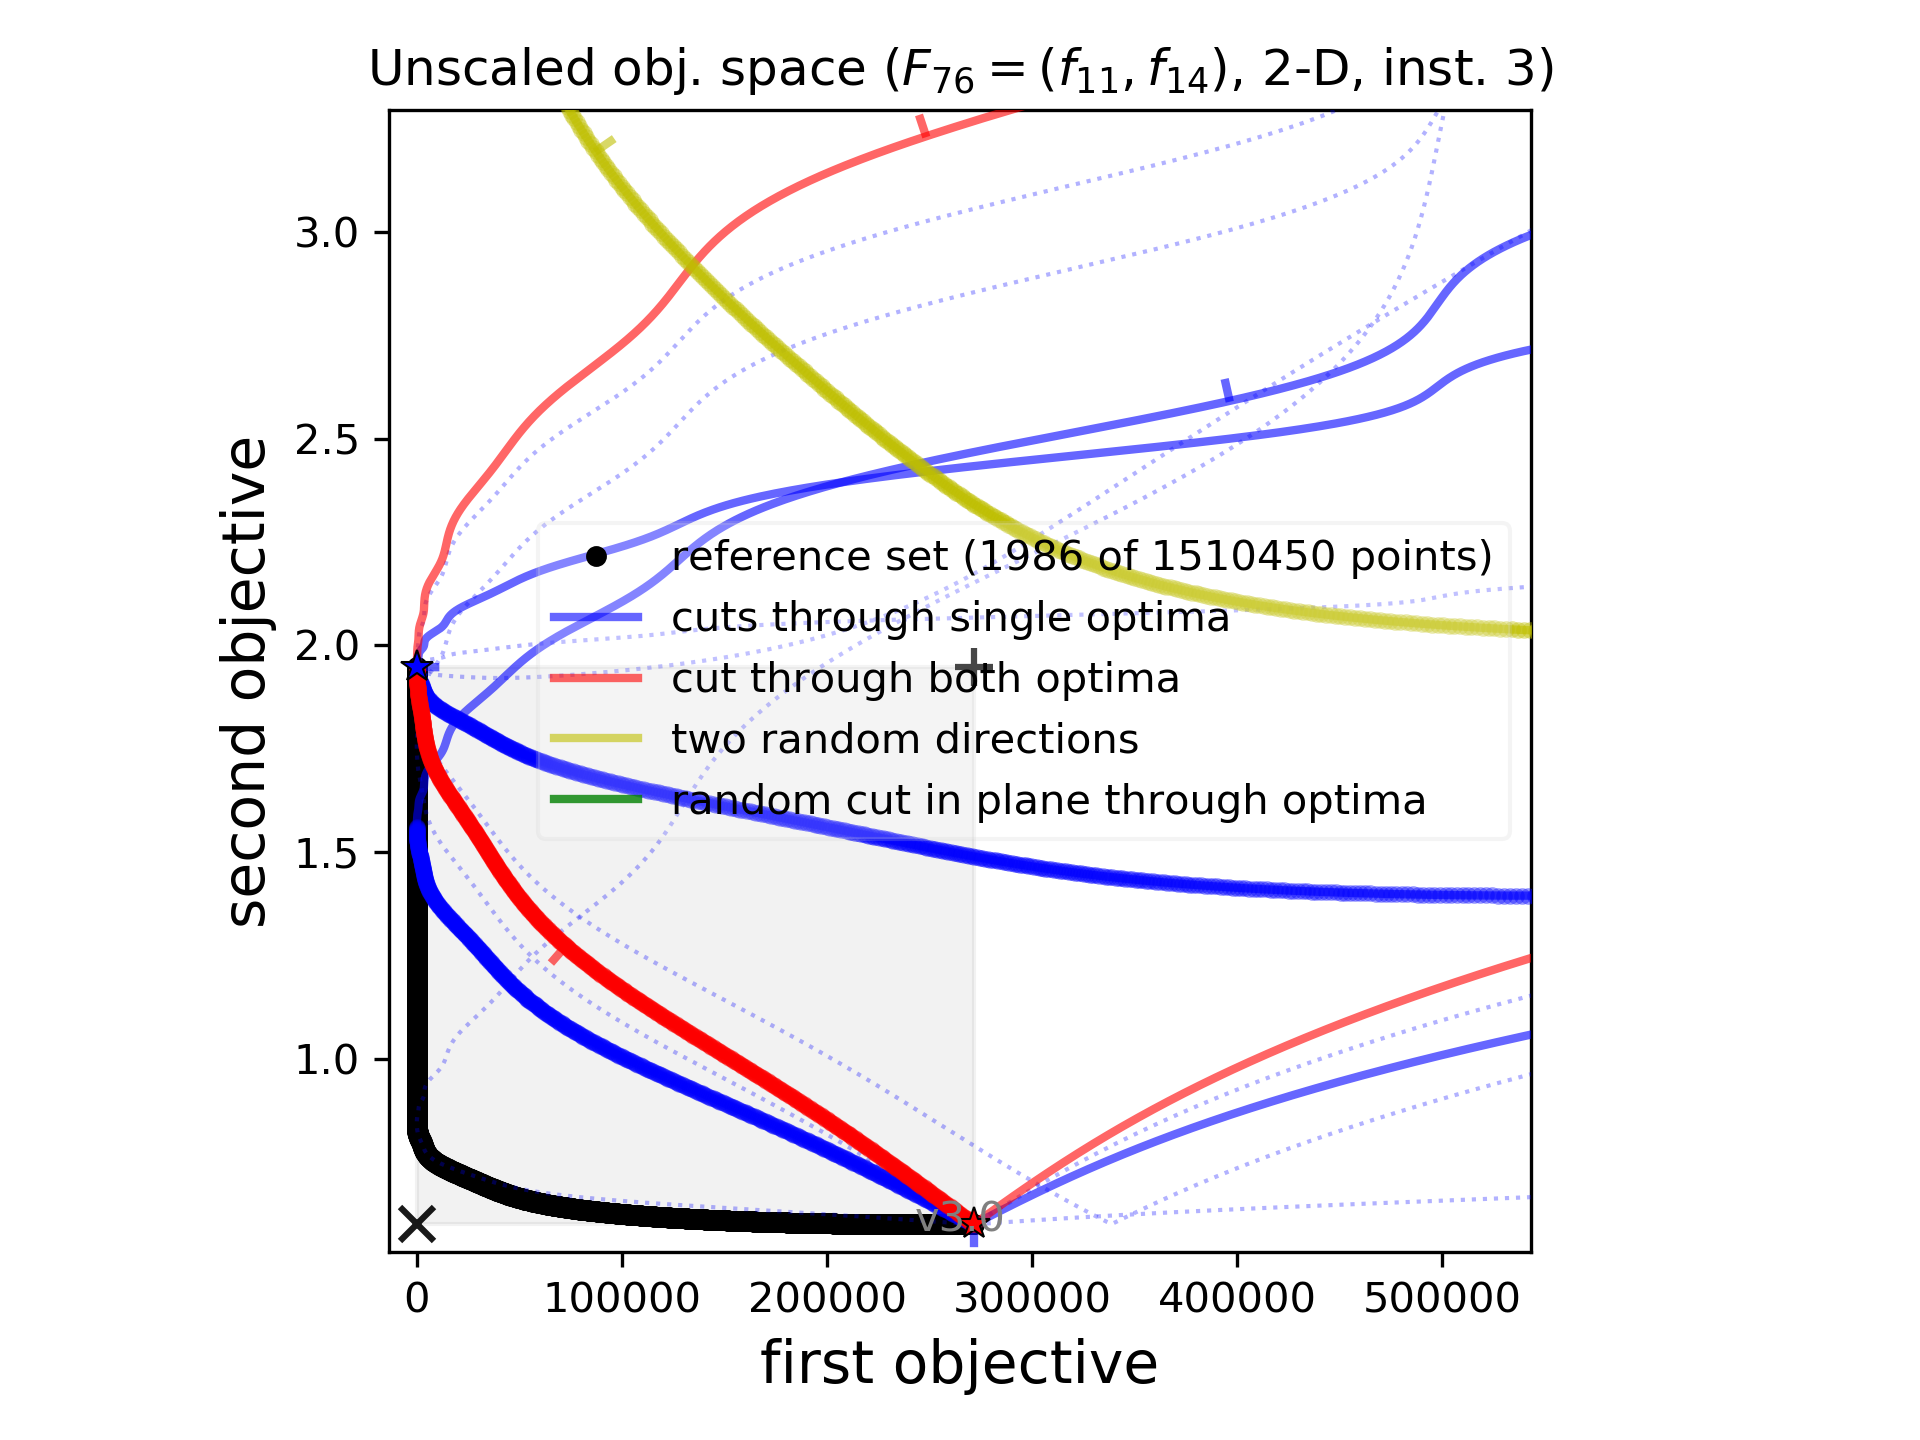 Unscaled obj. space (F₇₆ = (f₁₁, f₁₄), 2-D, inst. 3)
3.0
2.5
2.0
1.5
1.0
second objective
reference set (1986 of 1510450 points)
cuts through single optima
cut through both optima
two random directions
random cut in plane through optima
v3.0
0 100000 200000 300000 400000 500000
first objective